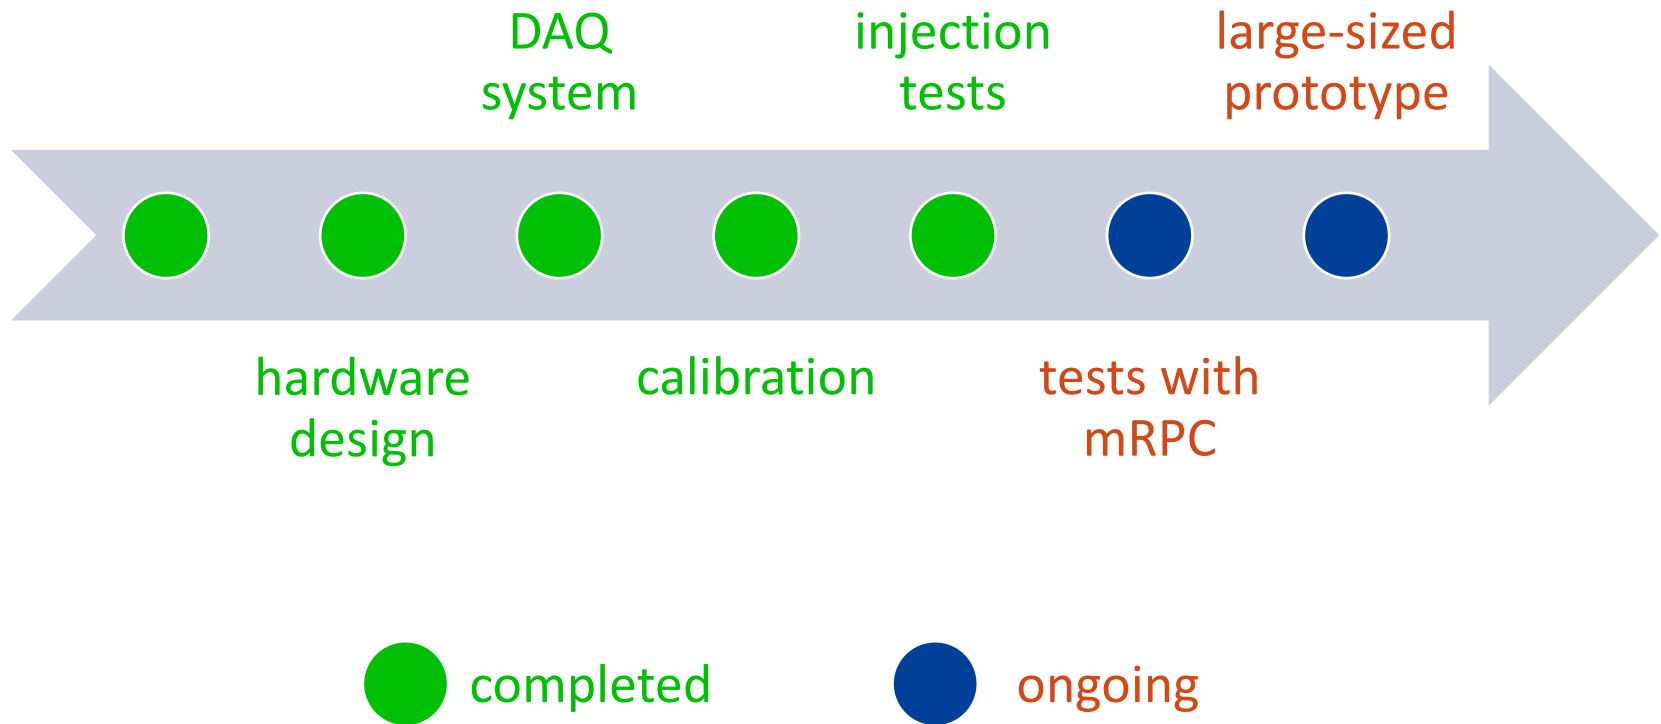 DAQ
system
injection
tests
large-sized
prototype
hardware
design
calibration
tests with
mRPC
completed
ongoing